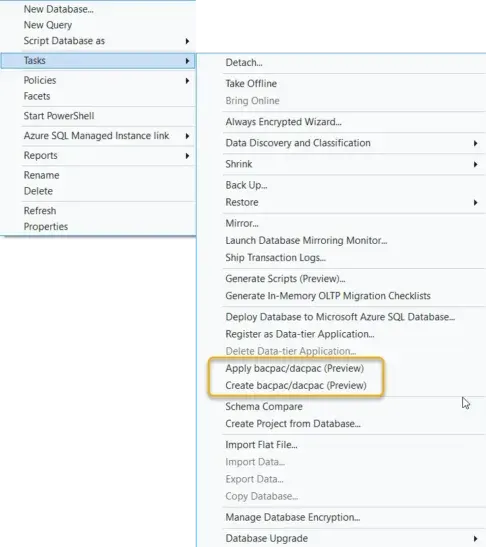 New Database...
New Query
Script Database as
Tasks
Policies
Facets
Start PowerShell
Azure SQL Managed Instance link
Reports
Rename
Delete
Refresh
Properties
Detach...
Take Offline
Bring Online
Always Encrypted Wizard...
Data Discovery and Classification
Shrink
Back Up...
Restore
Mirror...
Launch Database Mirroring Monitor...
Ship Transaction Logs...
Generate Scripts (Preview)...
Generate In-Memory OLTP Migration Checklists
Deploy Database to Microsoft Azure SQL Database...
Register as Data-tier Application...
Delete Data-tier Application...
Apply bacpac/dacpac (Preview)
Create bacpac/dacpac (Preview)
Schema Compare
Create Project from Database...
Import Flat File...
Import Data...
Export Data...
Copy Database...
Manage Database Encryption...
Database Upgrade